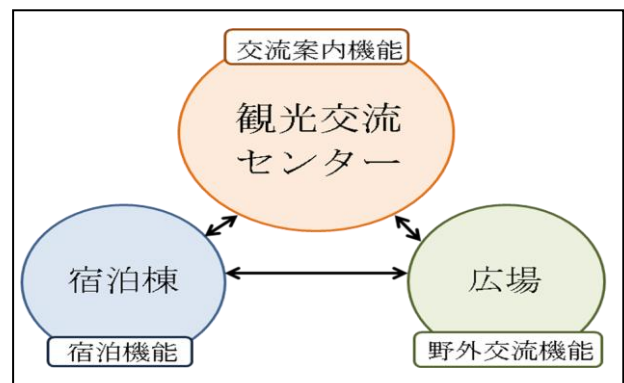 交流案内機能
観光交流
センター
宿泊棟
広場
宿泊機能
野外交流機能